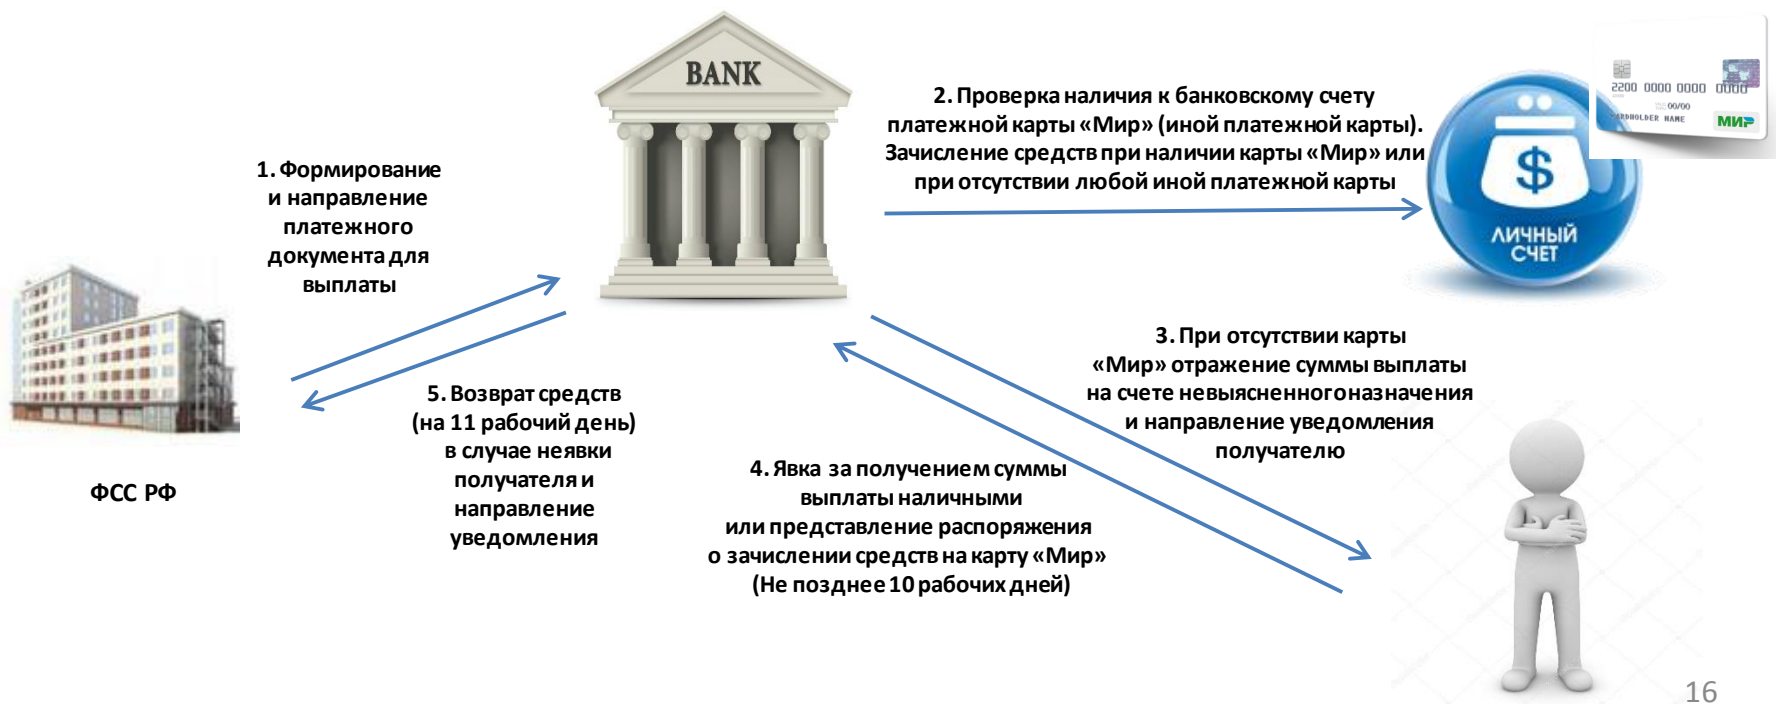 BANK
2. Проверка наличия к банковскому счету
платежной карты «Мир» (иной платежной карты).
Зачисление средств при наличии карты «Мир» или
при отсутствии любой иной платежной карты
2200 0000 0000 0000
00/00
CARDHOLDER NAME
МИР
$
ЛИЧНЫЙ
СЧЕТ
1. Формирование
и направление
платежного
документа для
выплаты
3. При отсутствии карты
«Мир» отражение суммы выплаты
на счете невыясненного назначения
и направление уведомления
получателю
5. Возврат средств
(на 11 рабочий день)
в случае неявки
получателя и
направление
уведомления
4. Явка за получением суммы
выплаты наличными
или представление распоряжения
о зачислении средств на карту «Мир»
(Не позднее 10 рабочих дней)
ФСС РФ
16